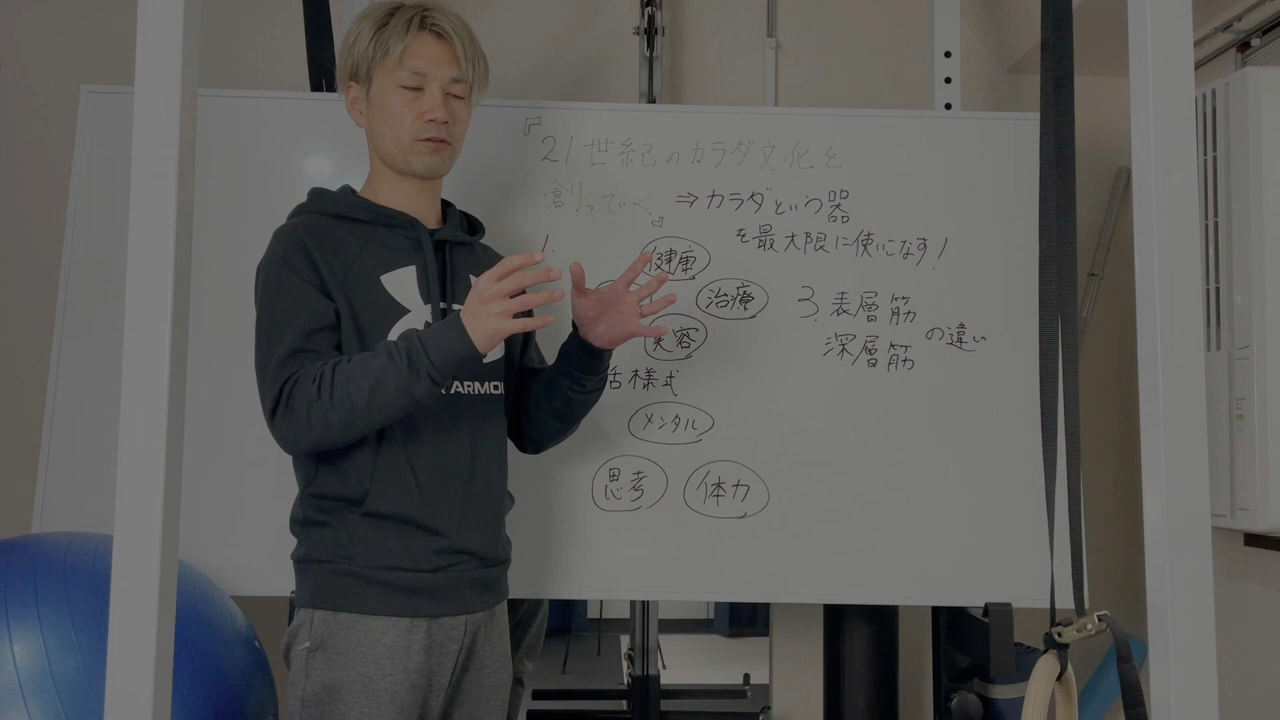 『21世紀のカラダ文化を
創っていく』⇒カラダという器
を最大限に使いこなす!
1.
健康
治療
美容
活様式
メンタル
思考 体力
3. 表層筋
深層筋 の違い
ARMOU